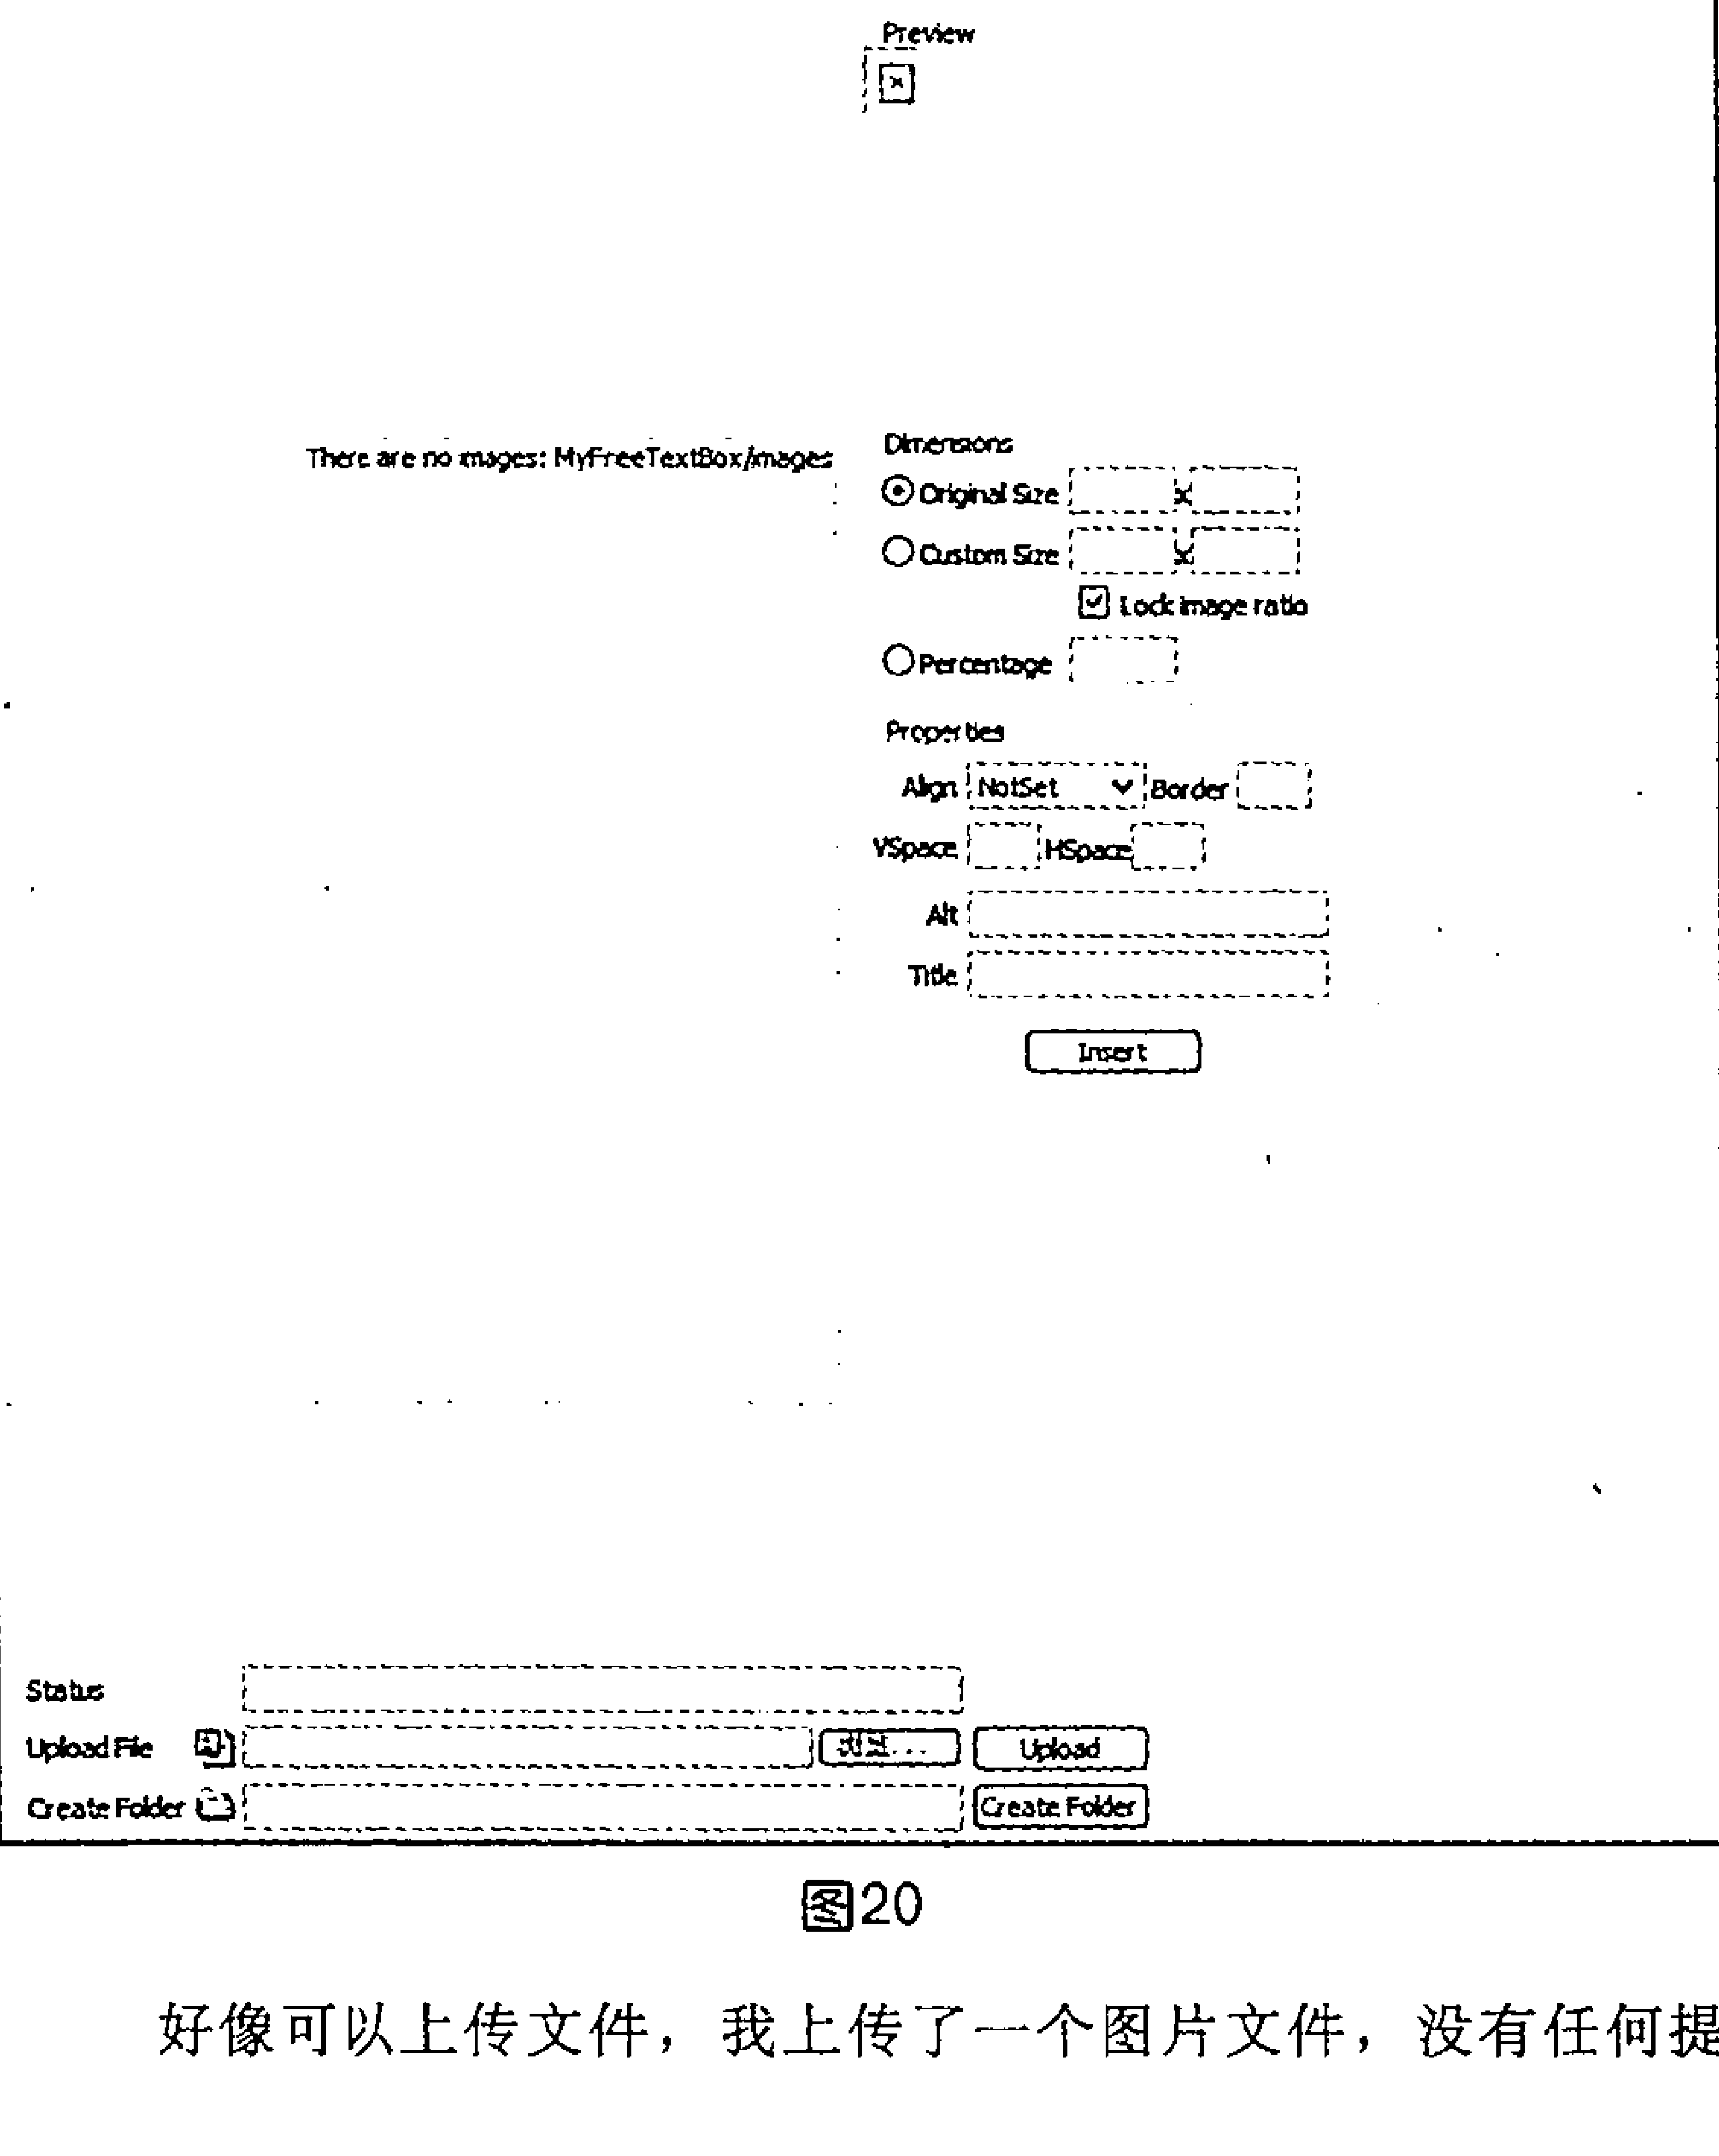 Preview
There are no images: MyFreeTextBox/images
Dimensions
Original Size x
Custom Size x
Lock image ratio
Percentage
Properties
Align NotSet Border
VSpace HSpace
Alt
Title
Insert
Status
Upload File 浏览... Upload
Create Folder Create Folder
图20
好像可以上传文件，我上传了一个图片文件，没有任何提